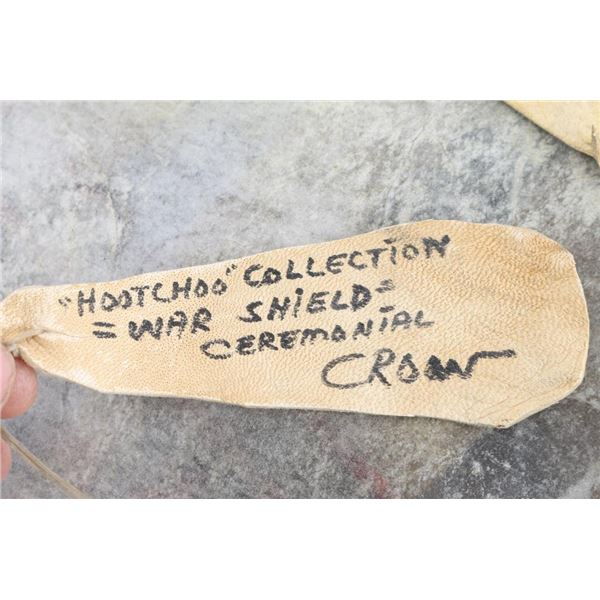 "HOOTCHOO" COLLECTION
= WAR SHIELD =
CEREMONIAL
CROW